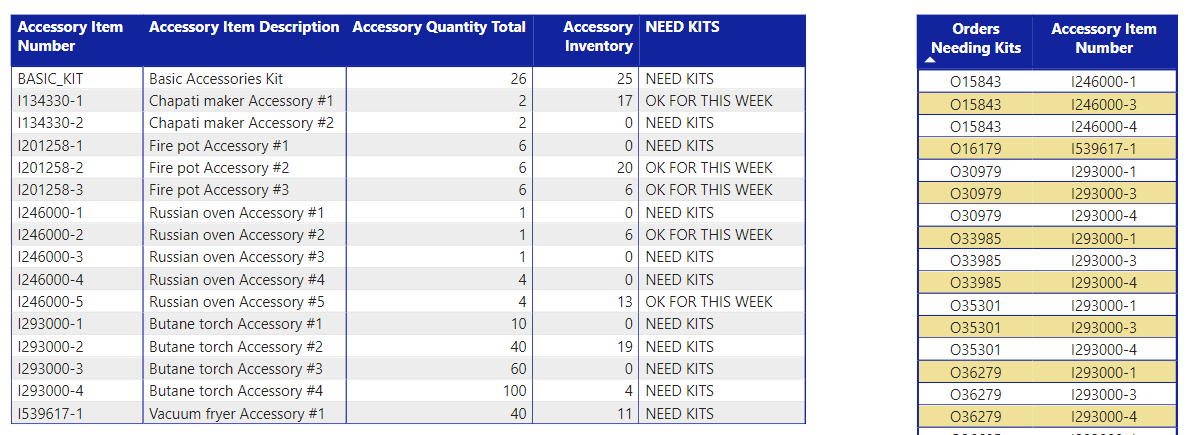 Accessory Item Number Accessory Item Description Accessory Quantity Total Accessory Inventory NEED KITS
BASIC_KIT Basic Accessories Kit 26 25 NEED KITS
I134330-1 Chapati maker Accessory #1 2 17 OK FOR THIS WEEK
I134330-2 Chapati maker Accessory #2 2 0 NEED KITS
I201258-1 Fire pot Accessory #1 6 0 NEED KITS
I201258-2 Fire pot Accessory #2 6 20 OK FOR THIS WEEK
I201258-3 Fire pot Accessory #3 6 6 OK FOR THIS WEEK
I246000-1 Russian oven Accessory #1 1 0 NEED KITS
I246000-2 Russian oven Accessory #2 1 6 OK FOR THIS WEEK
I246000-3 Russian oven Accessory #3 1 0 NEED KITS
I246000-4 Russian oven Accessory #4 4 0 NEED KITS
I246000-5 Russian oven Accessory #5 4 13 OK FOR THIS WEEK
I293000-1 Butane torch Accessory #1 10 0 NEED KITS
I293000-2 Butane torch Accessory #2 40 19 NEED KITS
I293000-3 Butane torch Accessory #3 60 0 NEED KITS
I293000-4 Butane torch Accessory #4 100 4 NEED KITS
I539617-1 Vacuum fryer Accessory #1 40 11 NEED KITS
Orders Needing Kits Accessory Item Number
O15843 I246000-1
O15843 I246000-3
O15843 I246000-4
O16179 I539617-1
O30979 I293000-1
O30979 I293000-3
O30979 I293000-4
O33985 I293000-1
O33985 I293000-3
O33985 I293000-4
O35301 I293000-1
O35301 I293000-3
O35301 I293000-4
O36279 I293000-1
O36279 I293000-3
O36279 I293000-4